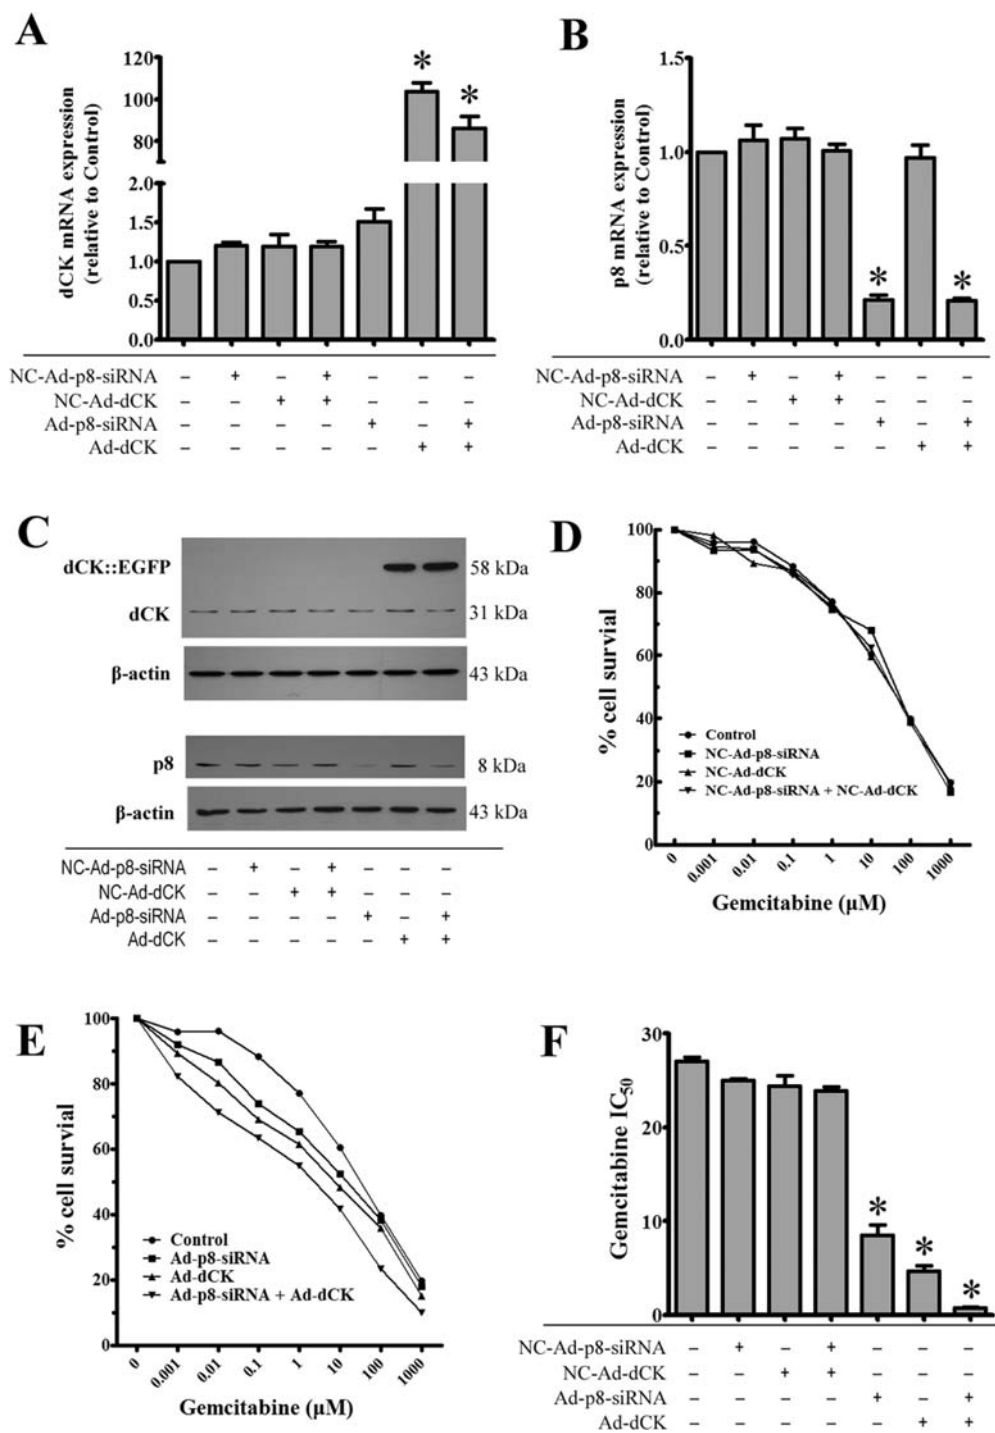 A
dCK mRNA expression
(relative to Control)
120
100
80
2.0
1.5
1.0
0.5
0.0
* *
NC-Ad-p8-siRNA – + – + – – –
NC-Ad-dCK – – + + – – –
Ad-p8-siRNA – – – – + – +
Ad-dCK – – – – – + +
B
p8 mRNA expression
(relative to Control)
1.5
1.0
0.5
0.0
* *
NC-Ad-p8-siRNA – + – + – – –
NC-Ad-dCK – – + + – – –
Ad-p8-siRNA – – – – + – +
Ad-dCK – – – – – + +
C
dCK::EGFP 58 kDa
dCK 31 kDa
β-actin 43 kDa
p8 8 kDa
β-actin 43 kDa
NC-Ad-p8-siRNA – + – + – – –
NC-Ad-dCK – – + + – – –
Ad-p8-siRNA – – – – + – +
Ad-dCK – – – – – + +
D
% cell survival
100
80
60
40
20
0
Control
NC-Ad-p8-siRNA
NC-Ad-dCK
NC-Ad-p8-siRNA + NC-Ad-dCK
0 0.001 0.01 0.1 1 10 100 1000
Gemcitabine (µM)
E
% cell survial
100
80
60
40
20
0
Control
Ad-p8-siRNA
Ad-dCK
Ad-p8-siRNA + Ad-dCK
0 0.001 0.01 0.1 1 10 100 1000
Gemcitabine (µM)
F
Gemcitabine IC50
30
20
10
0
* * *
NC-Ad-p8-siRNA – + – + – – –
NC-Ad-dCK – – + + – – –
Ad-p8-siRNA – – – – + – +
Ad-dCK – – – – – + +